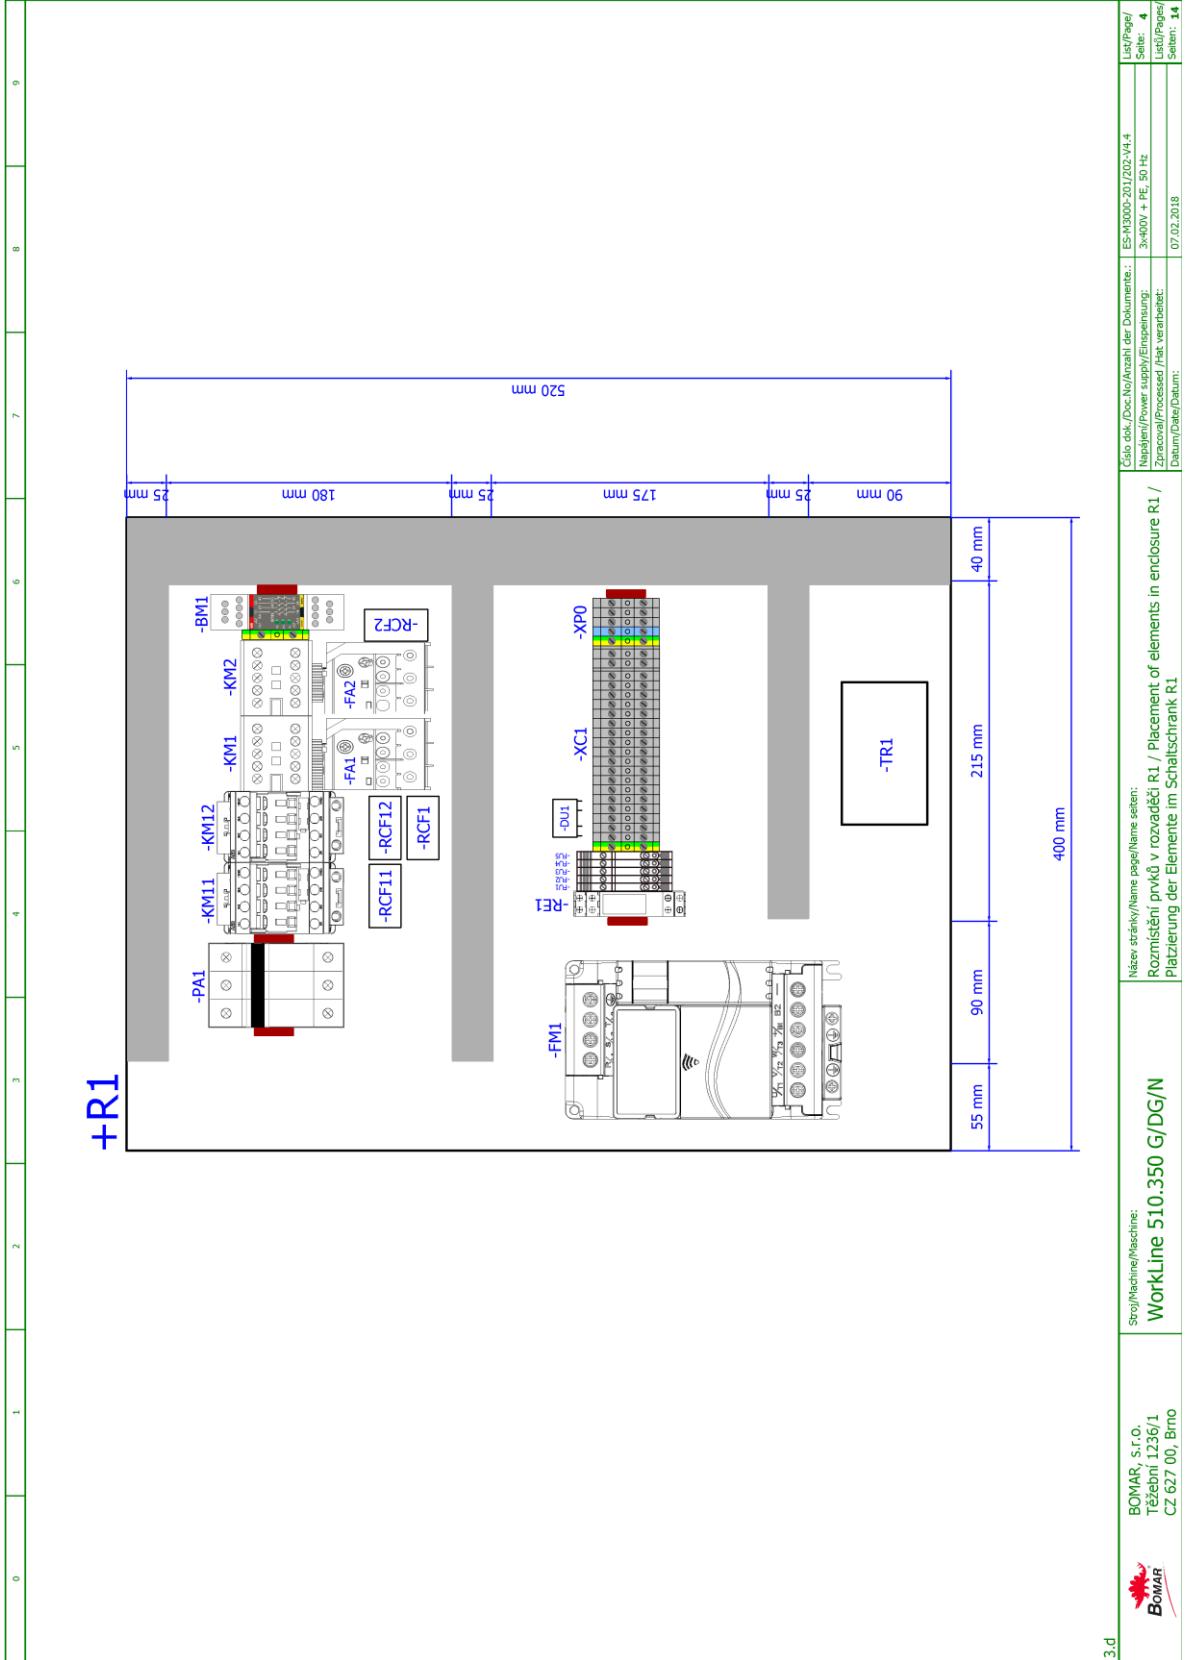 0
1
2
3
4
5
6
7
8
9
+R1
-PA1
-KM11
-KM12
-KM1
-KM2
-BM1
-RCF11
-RCF12
-RCF1
-FA1
-FA2
-RCF2
-FM1
R/
S/
T/
U/T1
V/T2
W/T3
B2
-RE1
-DU1
-XC1
-XP0
-TR1
25 mm
180 mm
25 mm
175 mm
25 mm
90 mm
520 mm
55 mm
90 mm
215 mm
40 mm
400 mm
3.d
BOMAR
BOMAR, s.r.o.
Těžební 1236/1
CZ 627 00, Brno
Stroj/Machine/Maschine:
WorkLine 510.350 G/DG/N
Název stránky/Name page/Name seiten:
Rozmístění prvků v rozvaděči R1 / Placement of elements in enclosure R1 /
Platzierung der Elemente im Schaltschrank R1
Číslo dok./Doc.No/Anzahl der Dokumente.: ES-M3000-201/202-V4.4
Napájení/Power supply/Einspeisung: 3x400V + PE, 50 Hz
Zpracoval/Processed /Hat verarbeitet:
Datum/Date/Datum: 07.02.2018
List/Page/
Seite: 4
Listů/Pages/
Seiten: 14